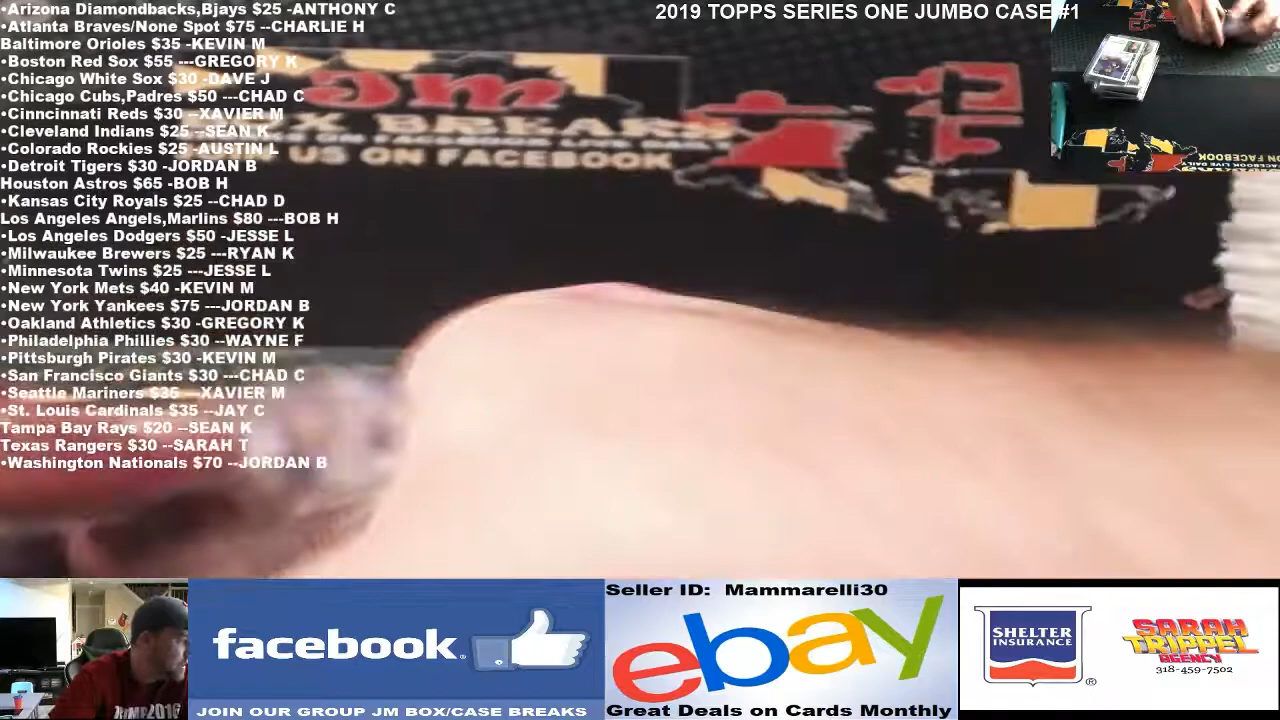 •Arizona Diamondbacks,Bjays $25 -ANTHONY C
•Atlanta Braves/None Spot $75 --CHARLIE H
Baltimore Orioles $35 -KEVIN M
•Boston Red Sox $55 ---GREGORY K
•Chicago White Sox $30 -DAVE J
•Chicago Cubs,Padres $50 ---CHAD C
•Cinncinnati Reds $30 --XAVIER M
•Cleveland Indians $25 --SEAN K
•Colorado Rockies $25 -AUSTIN L
•Detroit Tigers $30 -JORDAN B
Houston Astros $65 -BOB H
•Kansas City Royals $25 --CHAD D
Los Angeles Angels,Marlins $80 ---BOB H
•Los Angeles Dodgers $50 -JESSE L
•Milwaukee Brewers $25 ---RYAN K
•Minnesota Twins $25 ---JESSE L
•New York Mets $40 -KEVIN M
•New York Yankees $75 ---JORDAN B
•Oakland Athletics $30 -GREGORY K
•Philadelphia Phillies $30 --WAYNE F
•Pittsburgh Pirates $30 -KEVIN M
•San Francisco Giants $30 ---CHAD C
•Seattle Mariners $35 ---XAVIER M
•St. Louis Cardinals $35 --JAY C
Tampa Bay Rays $20 --SEAN K
Texas Rangers $30 --SARAH T
•Washington Nationals $70 --JORDAN B
2019 TOPPS SERIES ONE JUMBO CASE #1
Jm
K BREAKS
ON FACEBOOK LIVE DAILY
US ON FACEBOOK
ON FACEBOOK
facebook®
JOIN OUR GROUP JM BOX/CASE BREAKS
Seller ID: Mammarelli30
ebay
Great Deals on Cards Monthly
SHELTER
INSURANCE
®
SARAH
TRIPPEL
AGENCY
318-459-7502